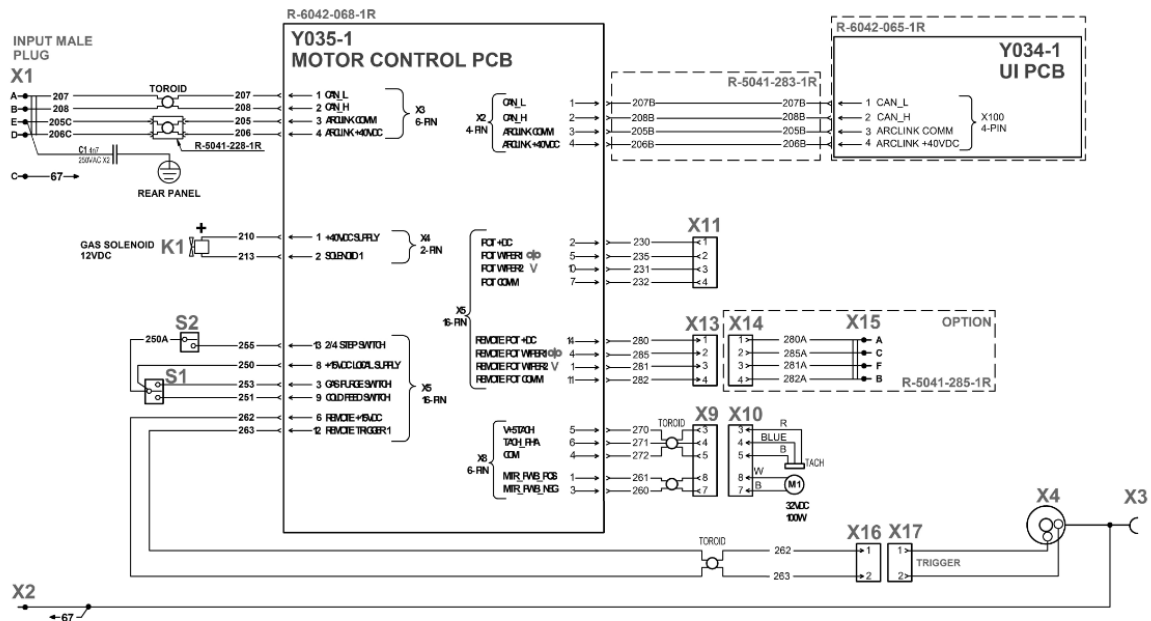 R-6042-068-1R
R-6042-065-1R
INPUT MALE
PLUG
X1
Y035-1
MOTOR CONTROL PCB
Y034-1
UI PCB
R-5041-283-1R
TOROID
A 207 207 1 CAN_L
B 208 208 2 CAN_H
E 205C 205 3 ARCLINK COMM
D 206C 206 4 ARCLINK +40VDC
X3
6-PIN
R-5041-228-1R
C1 4n7
250VAC X2
C 67
REAR PANEL
X2
4-PIN
CAN_L 1 207B 207B 1 CAN_L
CAN_H 2 208B 208B 2 CAN_H
ARCLINK COMM 3 205B 205B 3 ARCLINK COMM
ARCLINK +40VDC 4 206B 206B 4 ARCLINK +40VDC
X100
4-PIN
GAS SOLENOID
12VDC
K1
+
210 1 +40VDC SUPPLY
213 2 SOLENOID 1
X4
2-PIN
X11
POT +DC 2 230 1
POT WIPER1 5 235 2
POT WIPER2 V 10 231 3
POT COMM 7 232 4
X5
16-PIN
S2
250A 255 13 2/4 STEP SWITCH
250 8 +15VDC LOCAL SUPPLY
S1
253 3 GAS PURGE SWITCH
251 9 COLD FEED SWITCH
262 6 REMOTE +15VDC
263 12 REMOTE TRIGGER 1
X5
16-PIN
X13 X14 X15 OPTION
REMOTE POT +DC 14 280 1 1 280A A
REMOTE POT WIPER1 4 285 2 2 285A C
REMOTE POT WIPER2 V 1 281 3 3 281A F
REMOTE POT COMM 11 282 4 4 282A B
R-5041-285-1R
X9 X10
TOROID
V+5TACH 5 270 3 3 R
TACH_PHA 6 271 4 4 BLUE
COM 4 272 5 5 B
TACH
X8
6-PIN
MTR_PWB_POS 1 261 8 8 W
MTR_PWB_NEG 3 260 7 7 B
M1
32VDC
100W
X4 X3
X16 X17
TOROID
262 1 1
TRIGGER
263 2 2
X2
67